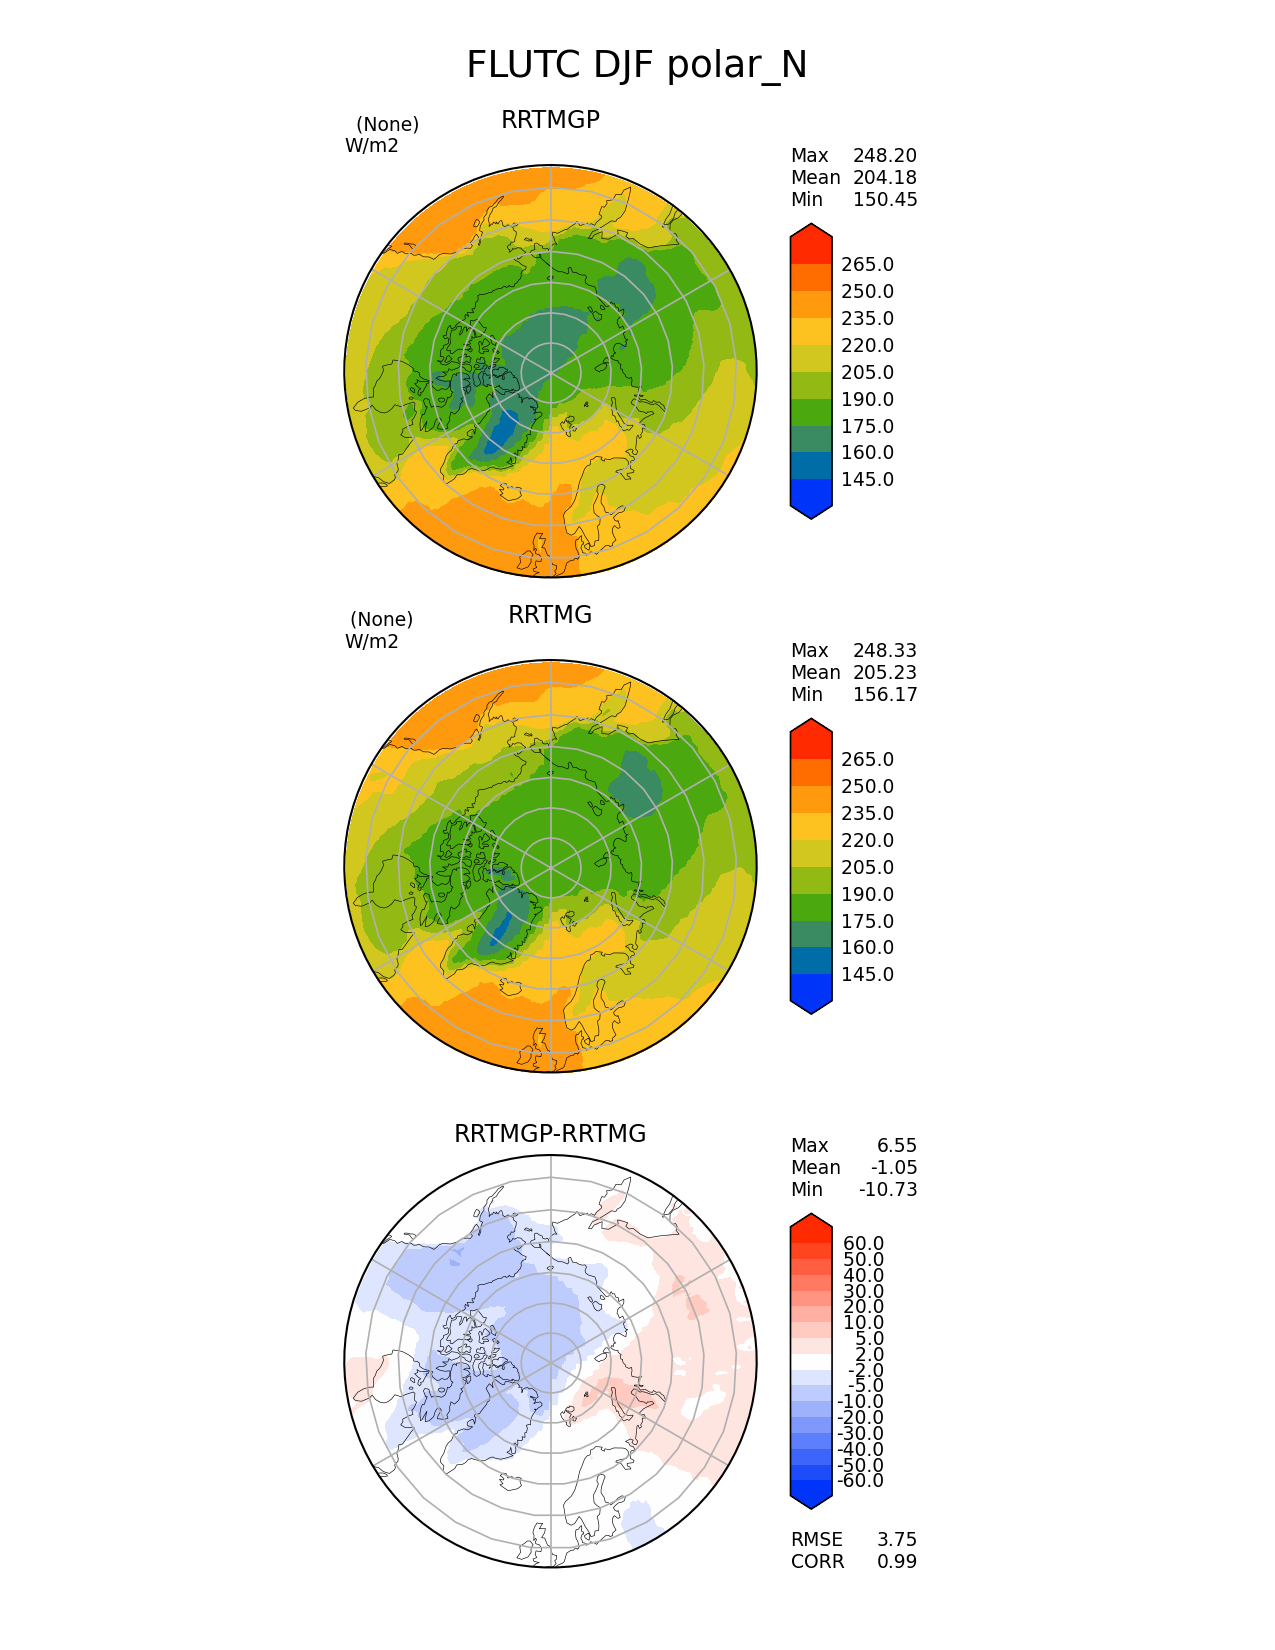 FLUTC DJF polar_N
RRTMGP
(None)
W/m2
Max 248.20
Mean 204.18
Min 150.45
265.0
250.0
235.0
220.0
205.0
190.0
175.0
160.0
145.0
RRTMG
(None)
W/m2
Max 248.33
Mean 205.23
Min 156.17
265.0
250.0
235.0
220.0
205.0
190.0
175.0
160.0
145.0
RRTMGP-RRTMG
Max 6.55
Mean -1.05
Min -10.73
60.0
50.0
40.0
30.0
20.0
10.0
5.0
2.0
-2.0
-5.0
-10.0
-20.0
-30.0
-40.0
-50.0
-60.0
RMSE 3.75
CORR 0.99